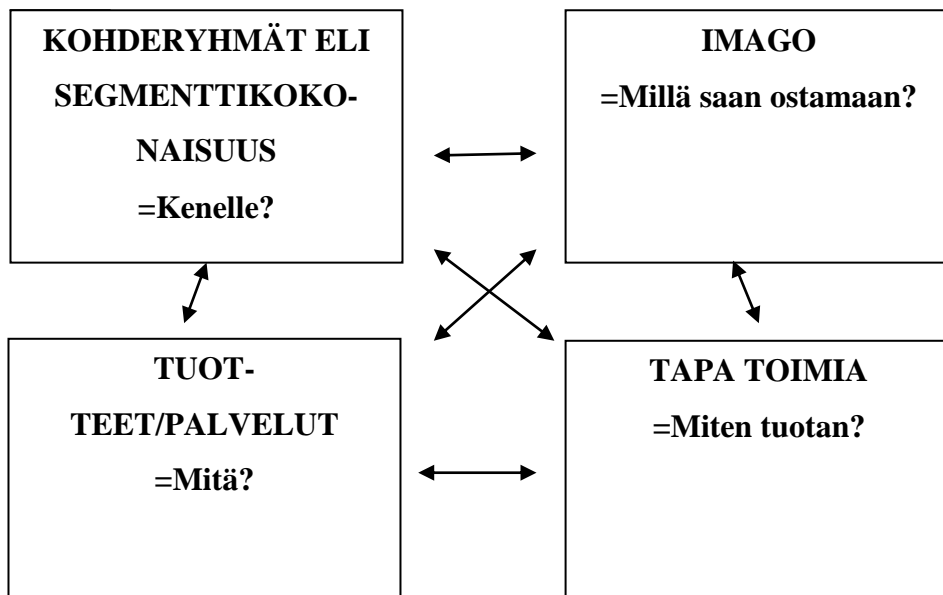 KOHDERYHMÄT ELI
SEGMENTTIKOKO-
NAISUUS
=Kenelle?
IMAGO
=Millä saan ostamaan?
TUOT-
TEET/PALVELUT
=Mitä?
TAPA TOIMIA
=Miten tuotan?